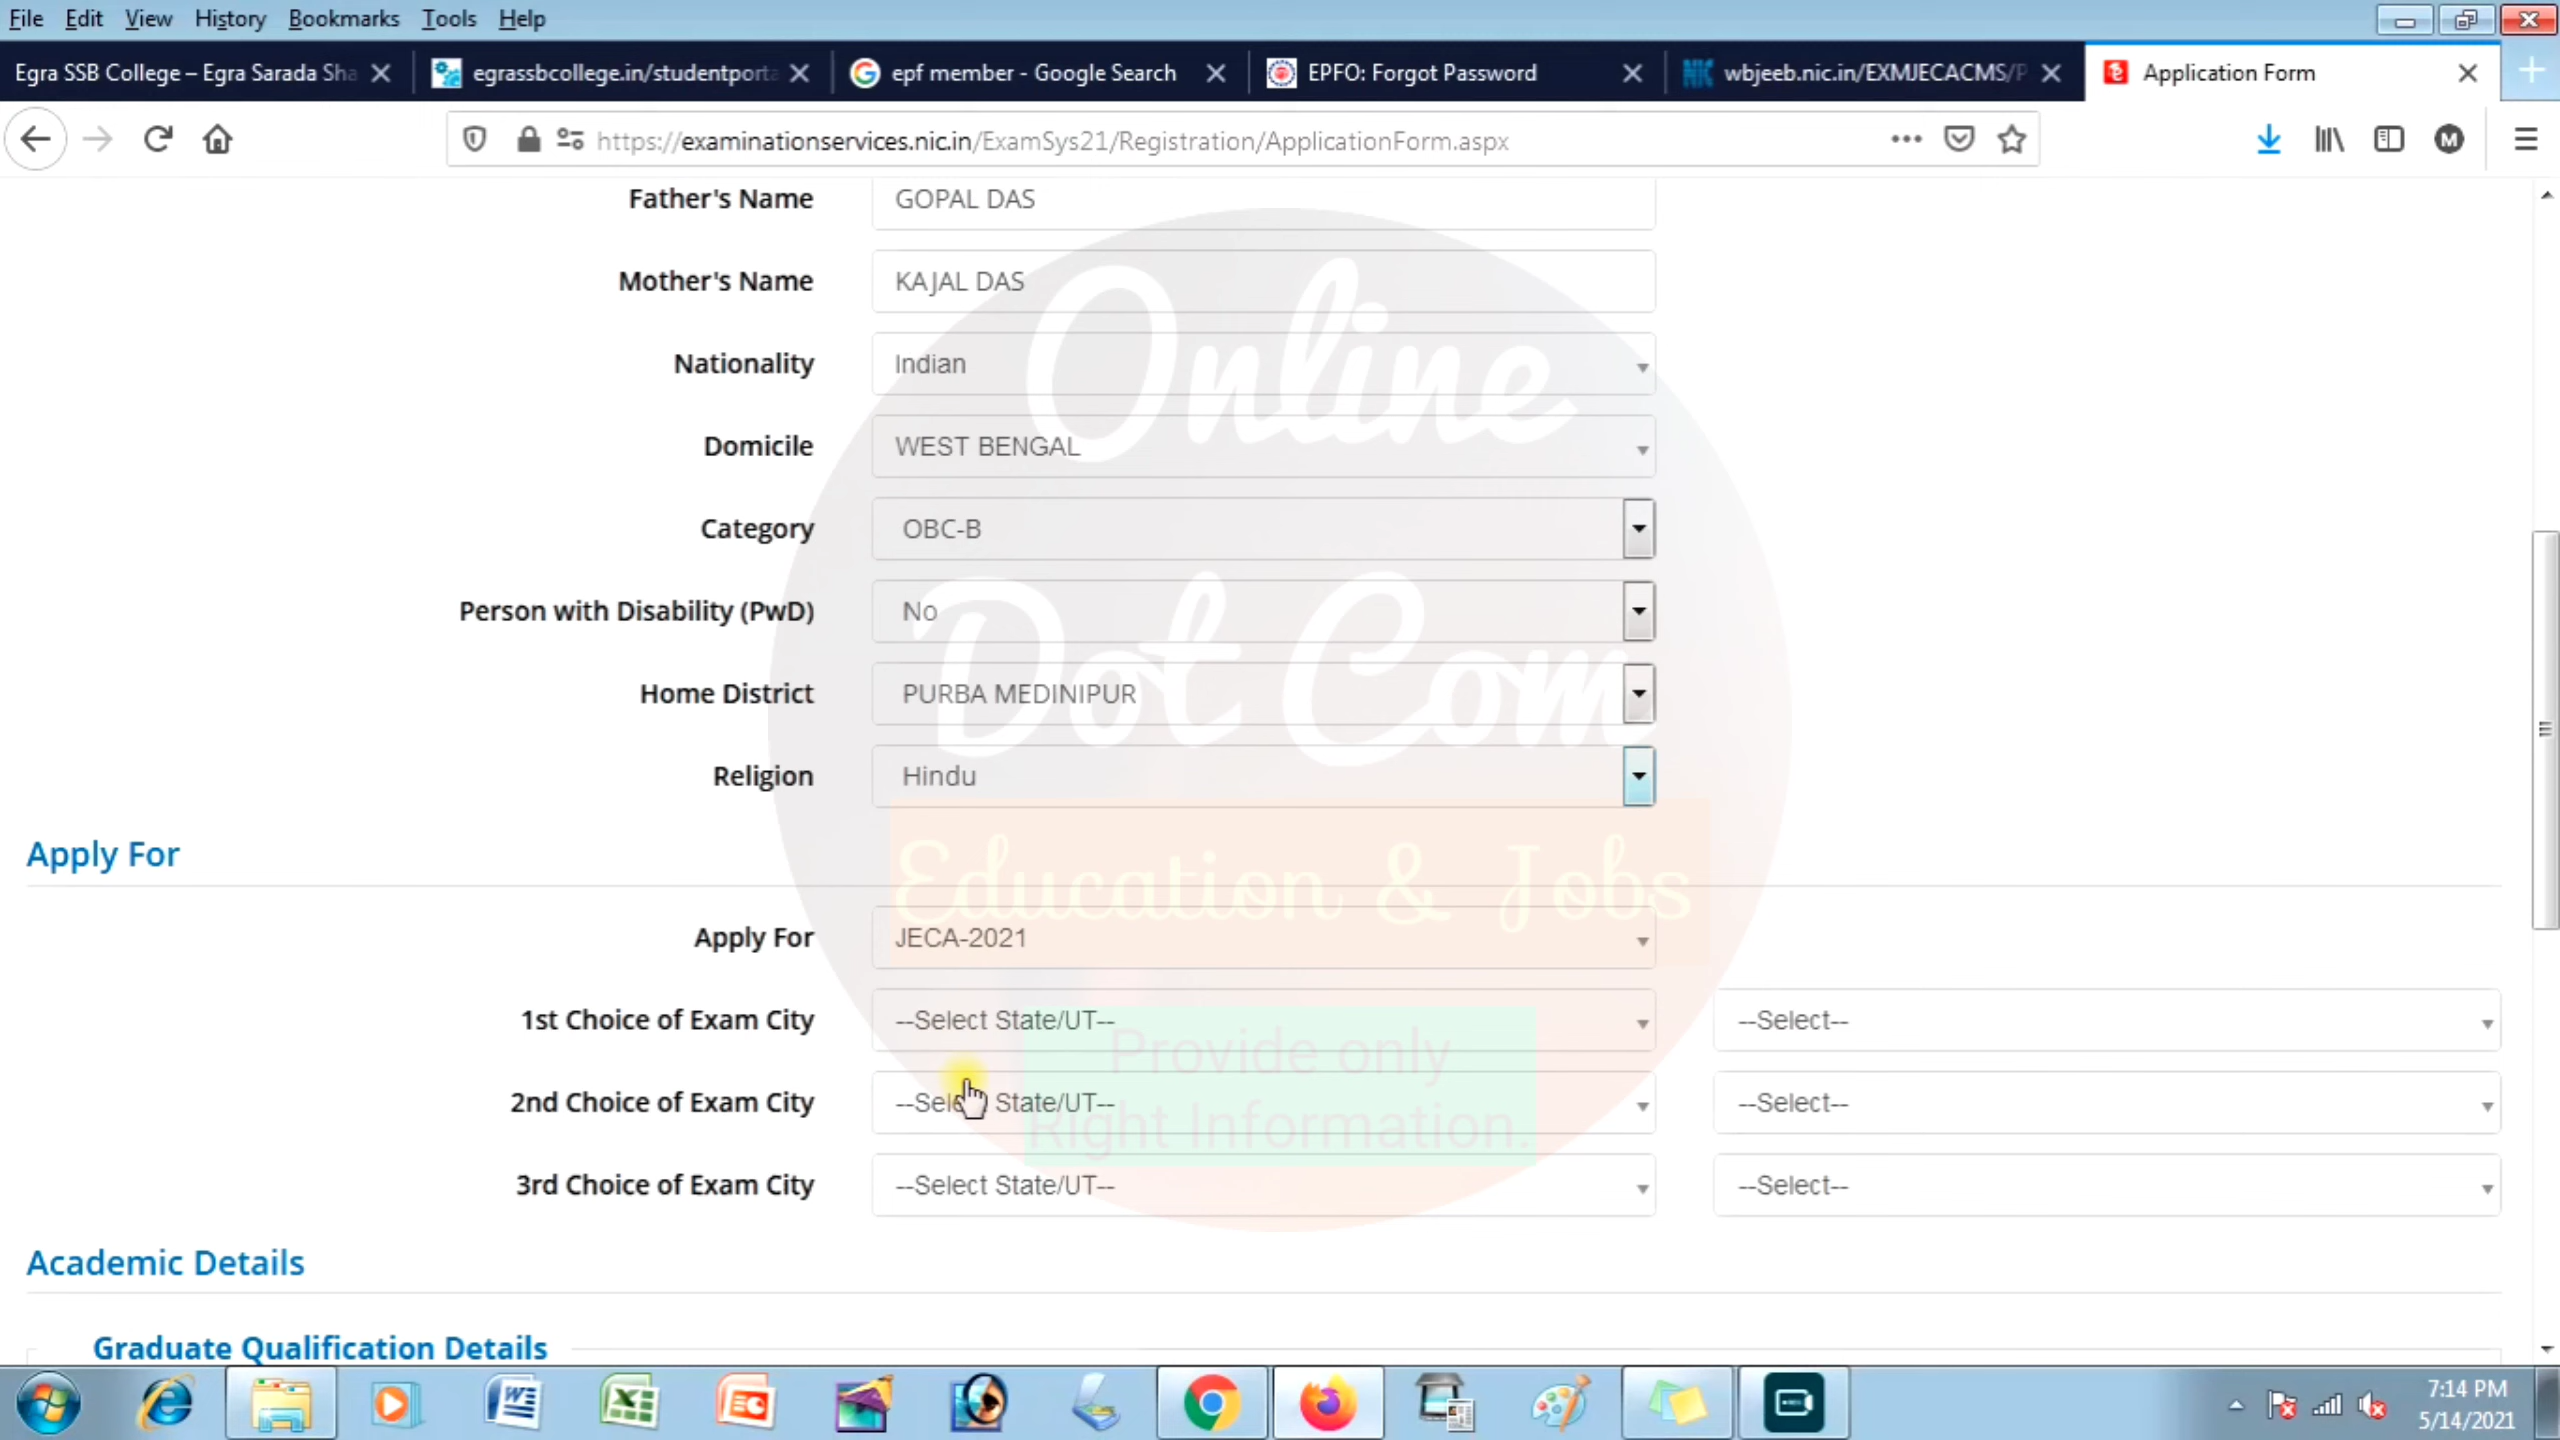 File Edit View History Bookmarks Tools Help
Egra SSB College – Egra Sarada Sha
egrassbcollege.in/studentporta
epf member - Google Search
EPFO: Forgot Password
wbjeeb.nic.in/EXMJECACMS/P
Application Form
https://examinationservices.nic.in/ExamSys21/Registration/ApplicationForm.aspx
M
Father's Name GOPAL DAS
Mother's Name KAJAL DAS
Nationality Indian
Domicile WEST BENGAL
Category OBC-B
Person with Disability (PwD) No
Home District PURBA MEDINIPUR
Religion Hindu
Online
Dot Com
Education & Jobs
Provide only
Right Information.
Apply For
Apply For JECA-2021
1st Choice of Exam City --Select State/UT-- --Select--
2nd Choice of Exam City --Select State/UT-- --Select--
3rd Choice of Exam City --Select State/UT-- --Select--
Academic Details
Graduate Qualification Details
7:14 PM
5/14/2021